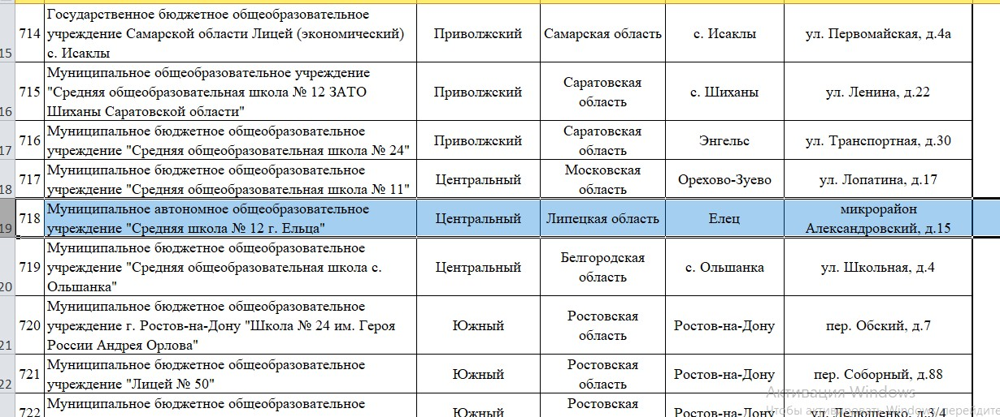 Государственное бюджетное общеобразовательное
учреждение Самарской области Лицей (экономический)
с. Исаклы
15 714 Приволжский Самарская область с. Исаклы ул. Первомайская, д.4а
Муниципальное общеобразовательное учреждение
"Средняя общеобразовательная школа № 12 ЗАТО
Шиханы Саратовской области"
16 715 Приволжский Саратовская
область с. Шиханы ул. Ленина, д.22
Муниципальное бюджетное общеобразовательное
учреждение "Средняя общеобразовательная школа № 24"
17 716 Приволжский Саратовская
область Энгельс ул. Транспортная, д.30
Муниципальное бюджетное общеобразовательное
учреждение "Средняя общеобразовательная школа № 11"
18 717 Центральный Московская
область Орехово-Зуево ул. Лопатина, д.17
Муниципальное автономное общеобразовательное
учреждение "Средняя школа № 12 г. Ельца"
19 718 Центральный Липецкая область Елец микрорайон
Александровский, д.15
Муниципальное бюджетное общеобразовательное
учреждение "Средняя общеобразовательная школа с.
Ольшанка"
20 719 Центральный Белгородская
область с. Ольшанка ул. Школьная, д.4
Муниципальное бюджетное общеобразовательное
учреждение г. Ростов-на-Дону "Школа № 24 им. Героя
России Андрея Орлова"
21 720 Южный Ростовская
область Ростов-на-Дону пер. Обский, д.7
Муниципальное бюджетное общеобразовательное
учреждение "Лицей № 50"
22 721 Южный Ростовская
область Ростов-на-Дону пер. Соборный, д.88
Муниципальное бюджетное общеобразовательное
722 Южный Ростовская
Ростов-на-Дону ул. д.3/4
Активация Windows
Чтобы активировать Windows, перейдите